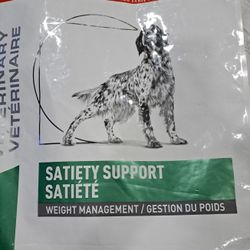 VETERINARY
VÉTÉRINAIRE
SATIETY SUPPORT
SATIÉTÉ
WEIGHT MANAGEMENT / GESTION DU POIDS